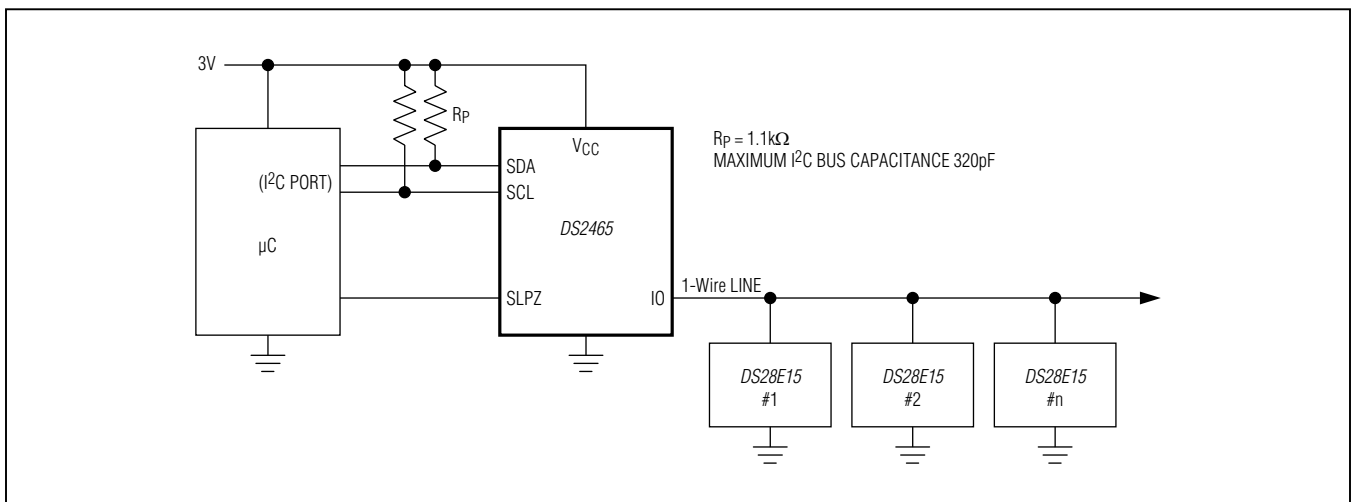 3V
RP
RP = 1.1kΩ
MAXIMUM I2C BUS CAPACITANCE 320pF
VCC
(I2C PORT)
SDA
SCL
µC
DS2465
SLPZ
IO
1-Wire LINE
DS28E15
#1
DS28E15
#2
DS28E15
#n